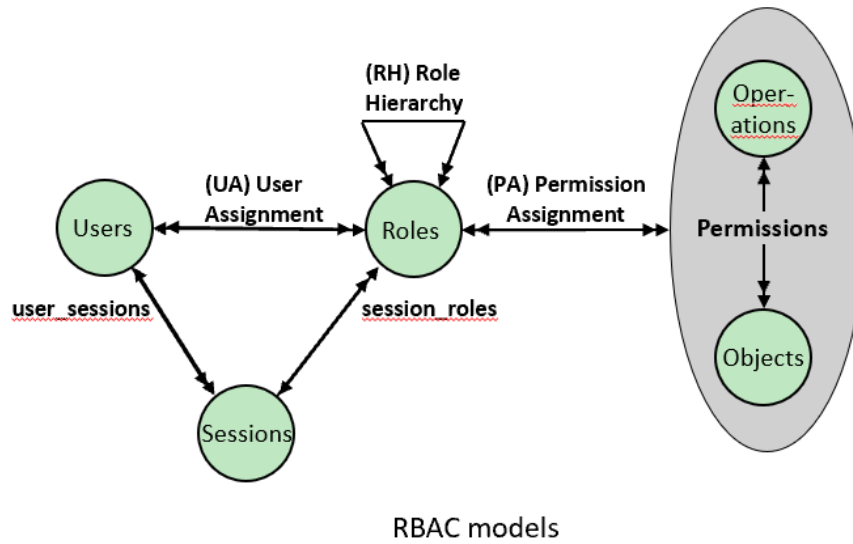 (RH) Role
Hierarchy
Oper-
ations
(UA) User
Assignment
(PA) Permission
Assignment
Users
Roles
Permissions
user_sessions
session_roles
Objects
Sessions
RBAC models